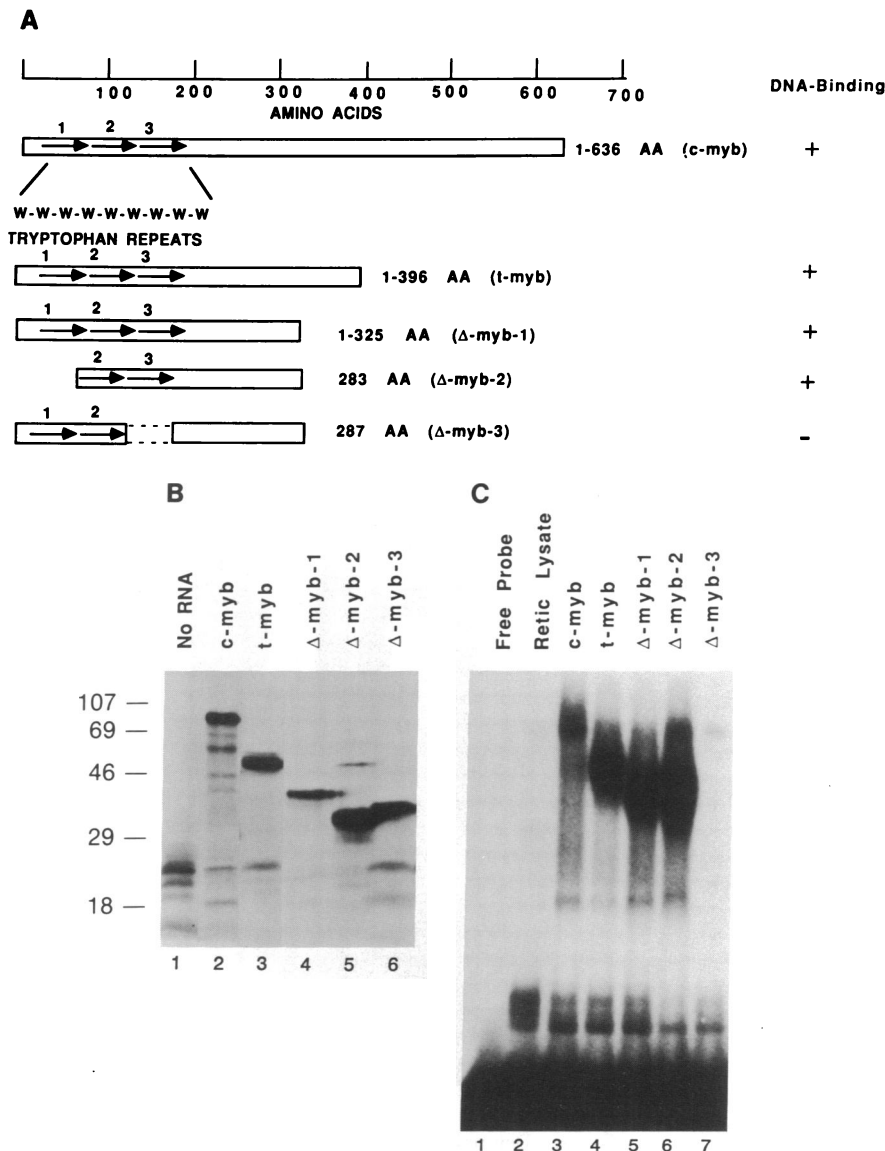 A
100 200 300 400 500 600 700
AMINO ACIDS
DNA-Binding
1 2 3
1-636 AA (c-myb) +
W-W-W-W-W-W-W-W-W
TRYPTOPHAN REPEATS
1 2 3
1-396 AA (t-myb) +
1 2 3
1-325 AA (Δ-myb-1) +
2 3
283 AA (Δ-myb-2) +
1 2
287 AA (Δ-myb-3) -
B
No RNA
c-myb
t-myb
Δ-myb-1
Δ-myb-2
Δ-myb-3
107 —
69 —
46 —
29 —
18 —
1 2 3 4 5 6
C
Free Probe
Retic Lysate
c-myb
t-myb
Δ-myb-1
Δ-myb-2
Δ-myb-3
1 2 3 4 5 6 7